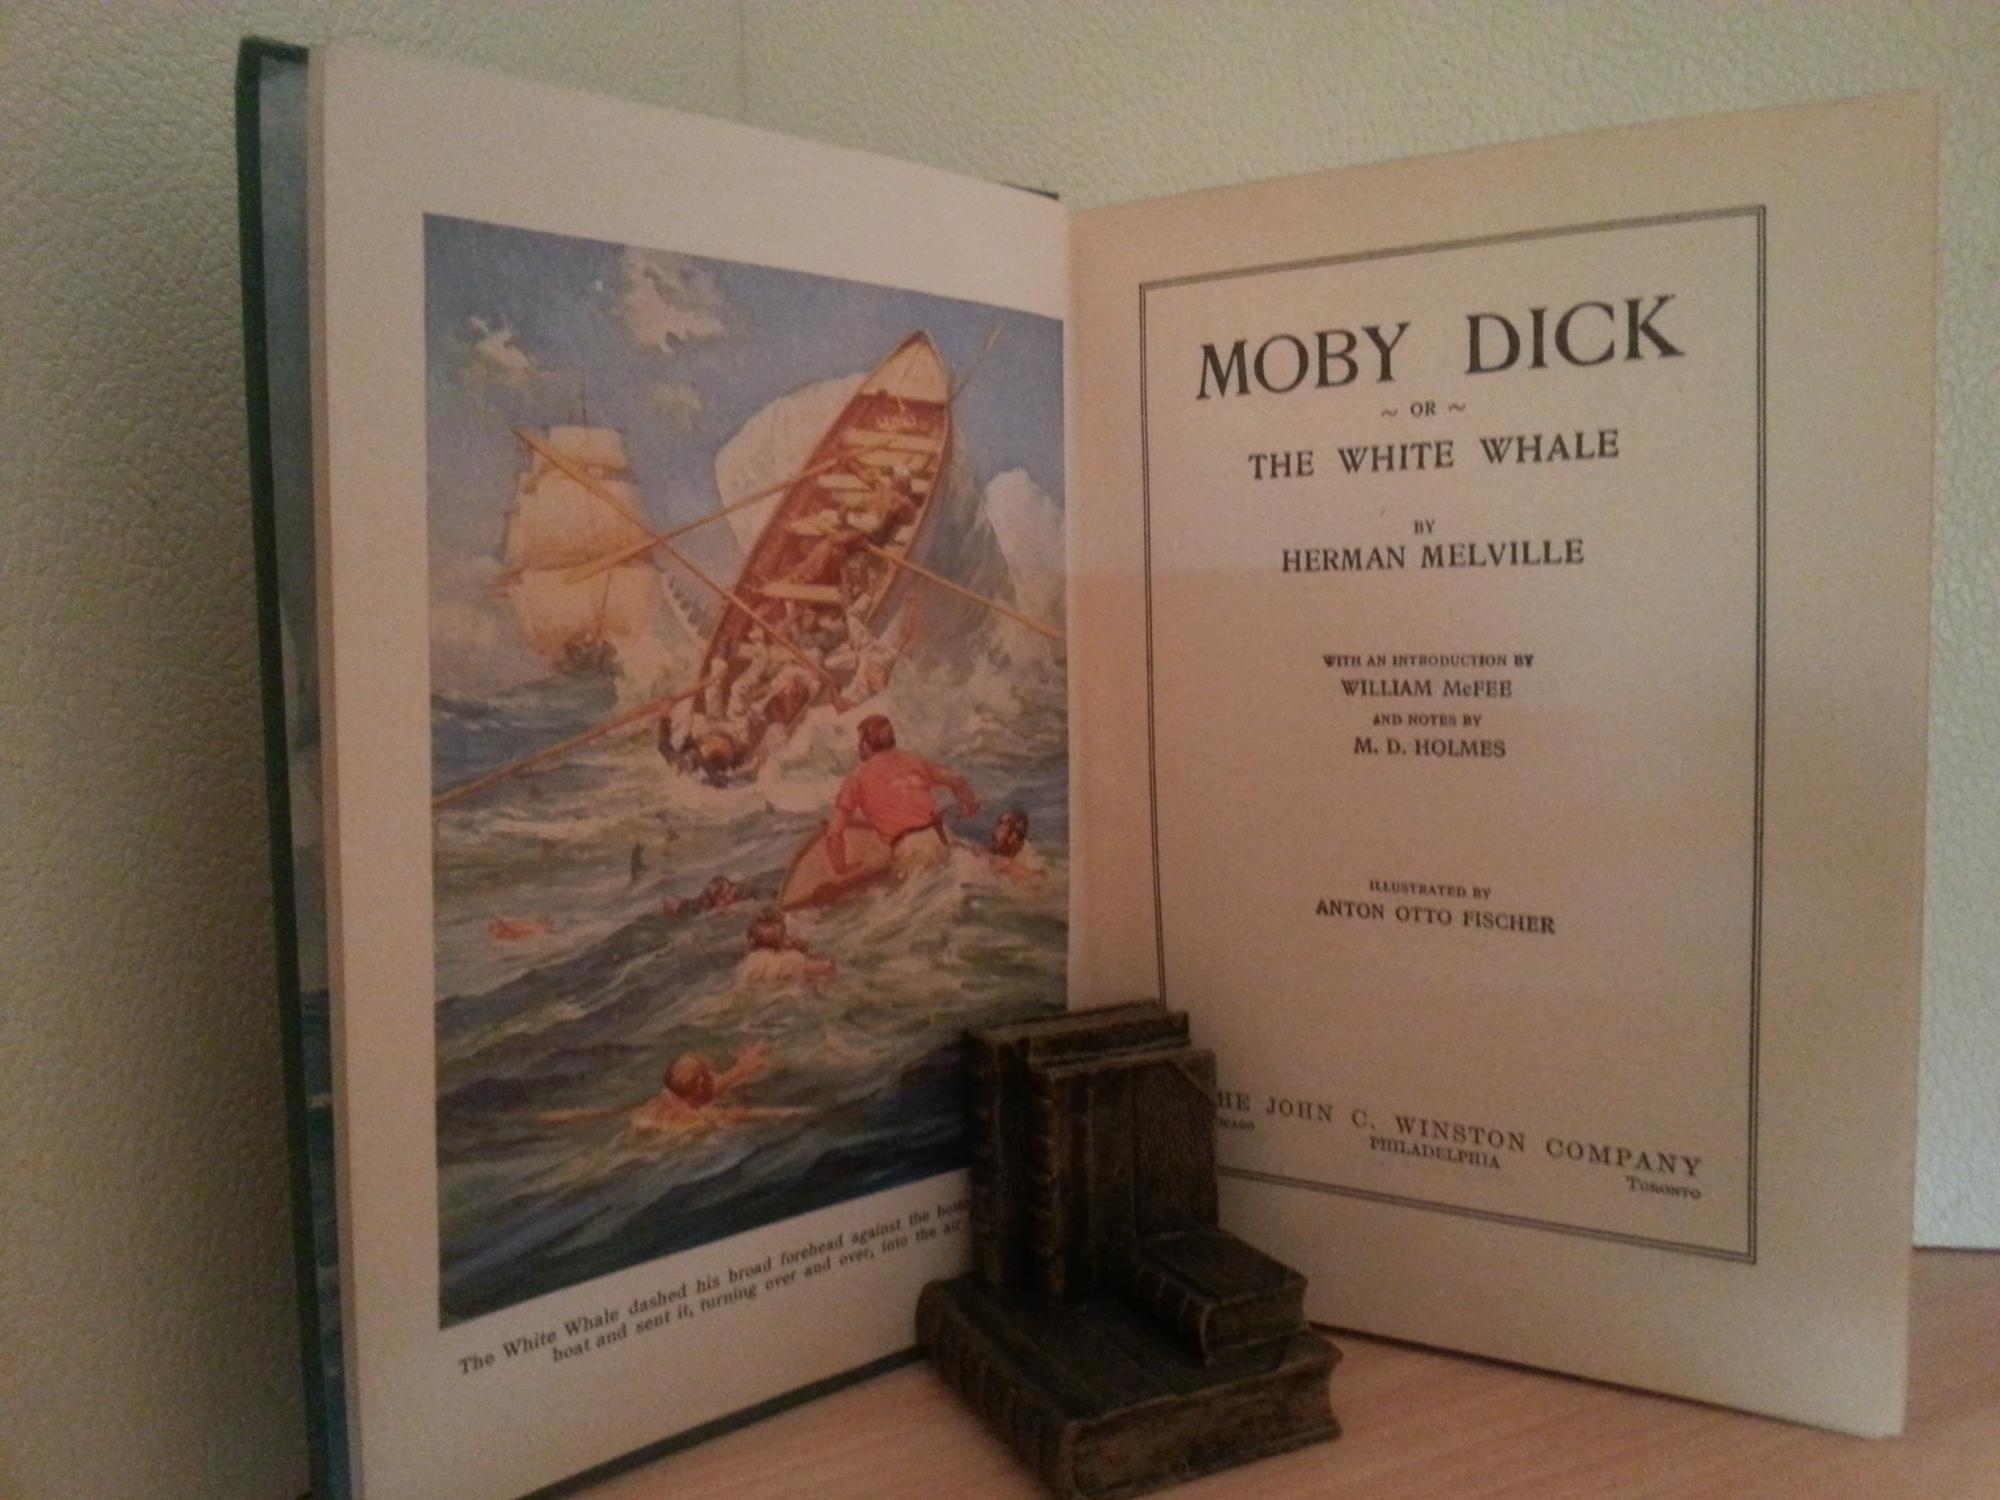 The White Whale dashed his broad forehead against the
boat and sent it, turning over and over, into the air
MOBY DICK
~ OR ~
THE WHITE WHALE
BY
HERMAN MELVILLE
WITH AN INTRODUCTION BY
WILLIAM McFEE
AND NOTES BY
M. D. HOLMES
ILLUSTRATED BY
ANTON OTTO FISCHER
JOHN C. WINSTON COMPANY
PHILADELPHIA
TORONTO